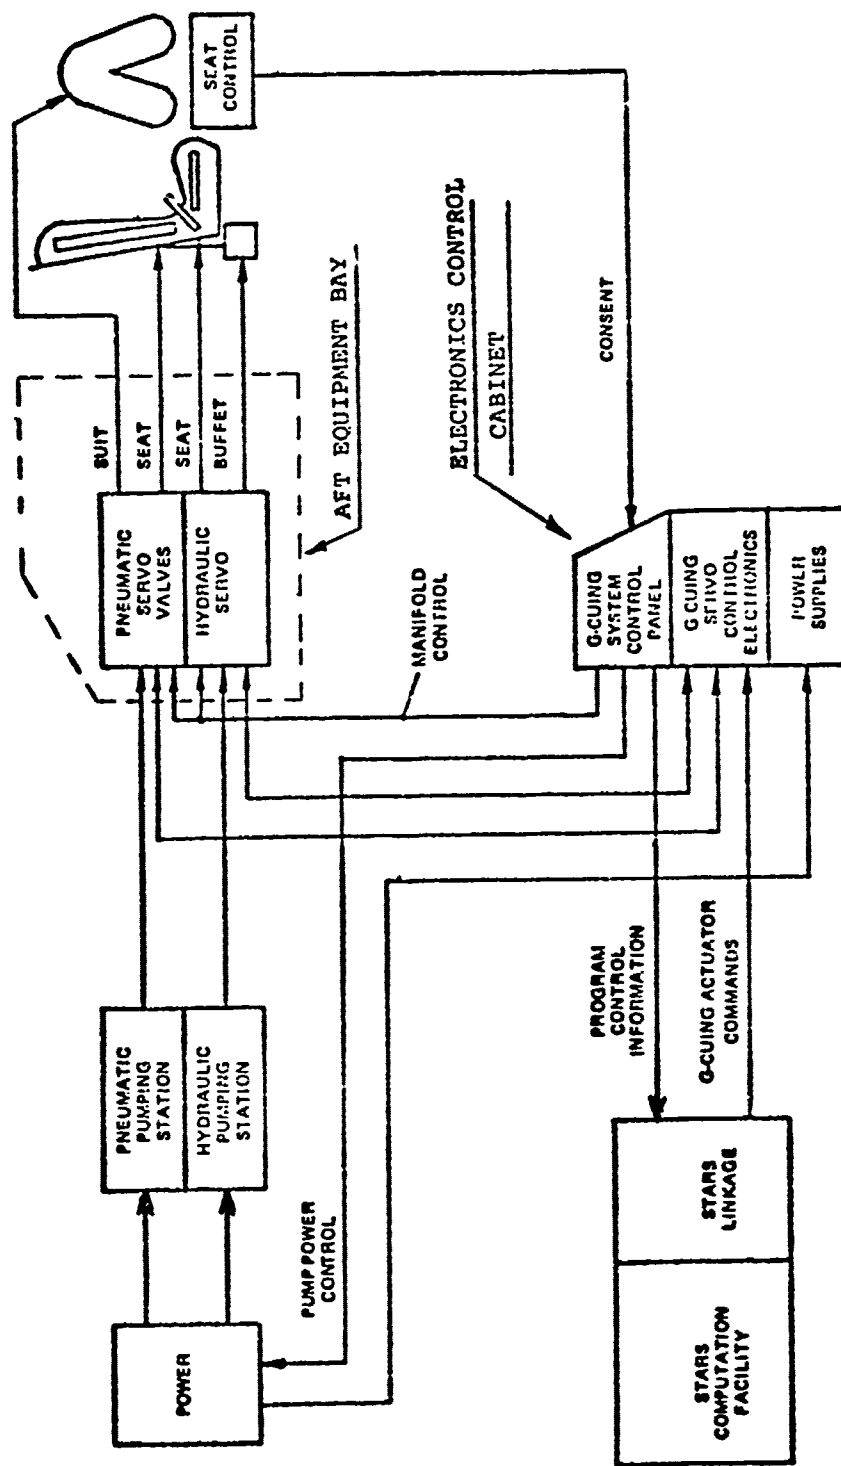 SEAT
CONTROL
SUIT
SEAT
SEAT
BUFFET
PNEUMATIC
SERVO
VALVES
HYDRAULIC
SERVO
AFT EQUIPMENT BAY
ELECTRONICS CONTROL
CABINET
CONSENT
MANIFOLD
CONTROL
G-CUING
SYSTEM
CONTROL
PANEL
G CUING
SERVO
CONTROL
ELECTRONICS
POWER
SUPPLIES
PNEUMATIC
PUMPING
STATION
HYDRAULIC
PUMPING
STATION
PROGRAM
CONTROL
INFORMATION
G-CUING ACTUATOR
COMMANDS
POWER
PUMP POWER
CONTROL
STARS
LINKAGE
STARS
COMPUTATION
FACILITY